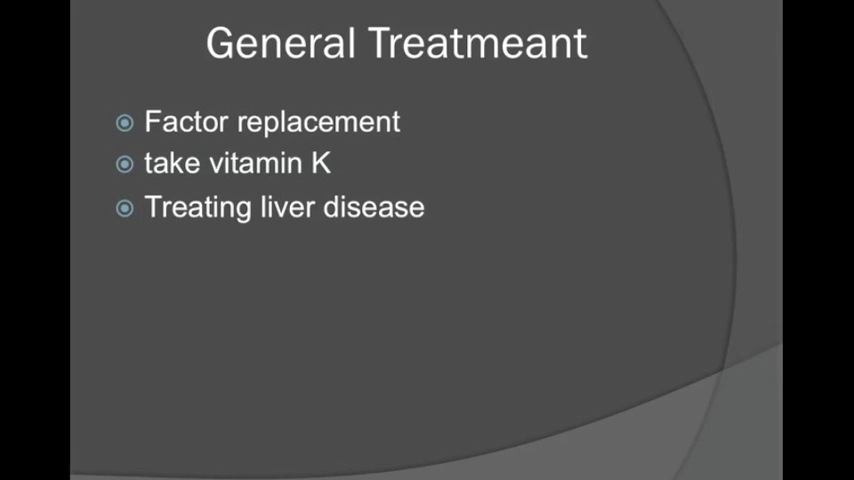 General Treatmeant
Factor replacement
take vitamin K
Treating liver disease